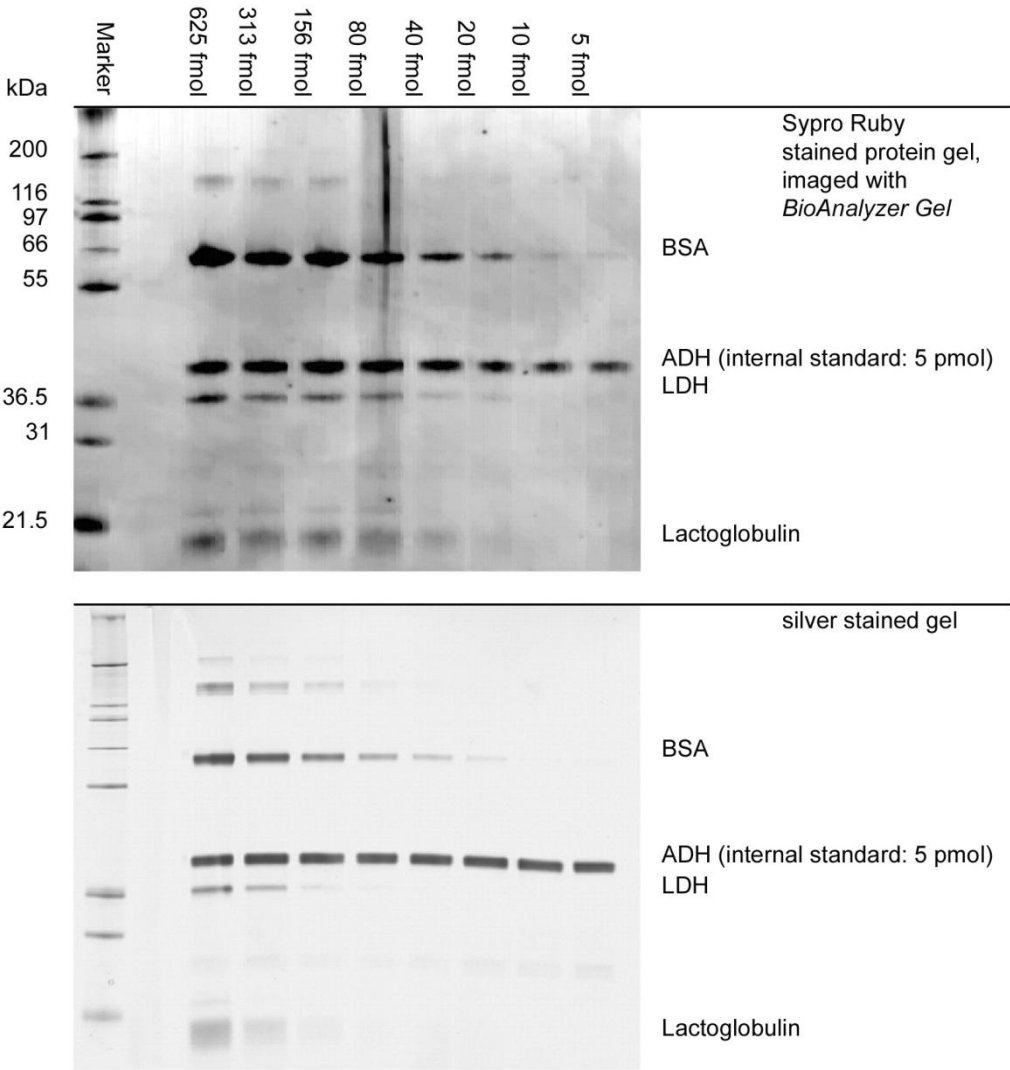 Marker
625 fmol
313 fmol
156 fmol
80 fmol
40 fmol
20 fmol
10 fmol
5 fmol
kDa
200
116
97
66
55
36.5
31
21.5
Sypro Ruby
stained protein gel,
imaged with
BioAnalyzer Gel
BSA
ADH (internal standard: 5 pmol)
LDH
Lactoglobulin
silver stained gel
BSA
ADH (internal standard: 5 pmol)
LDH
Lactoglobulin